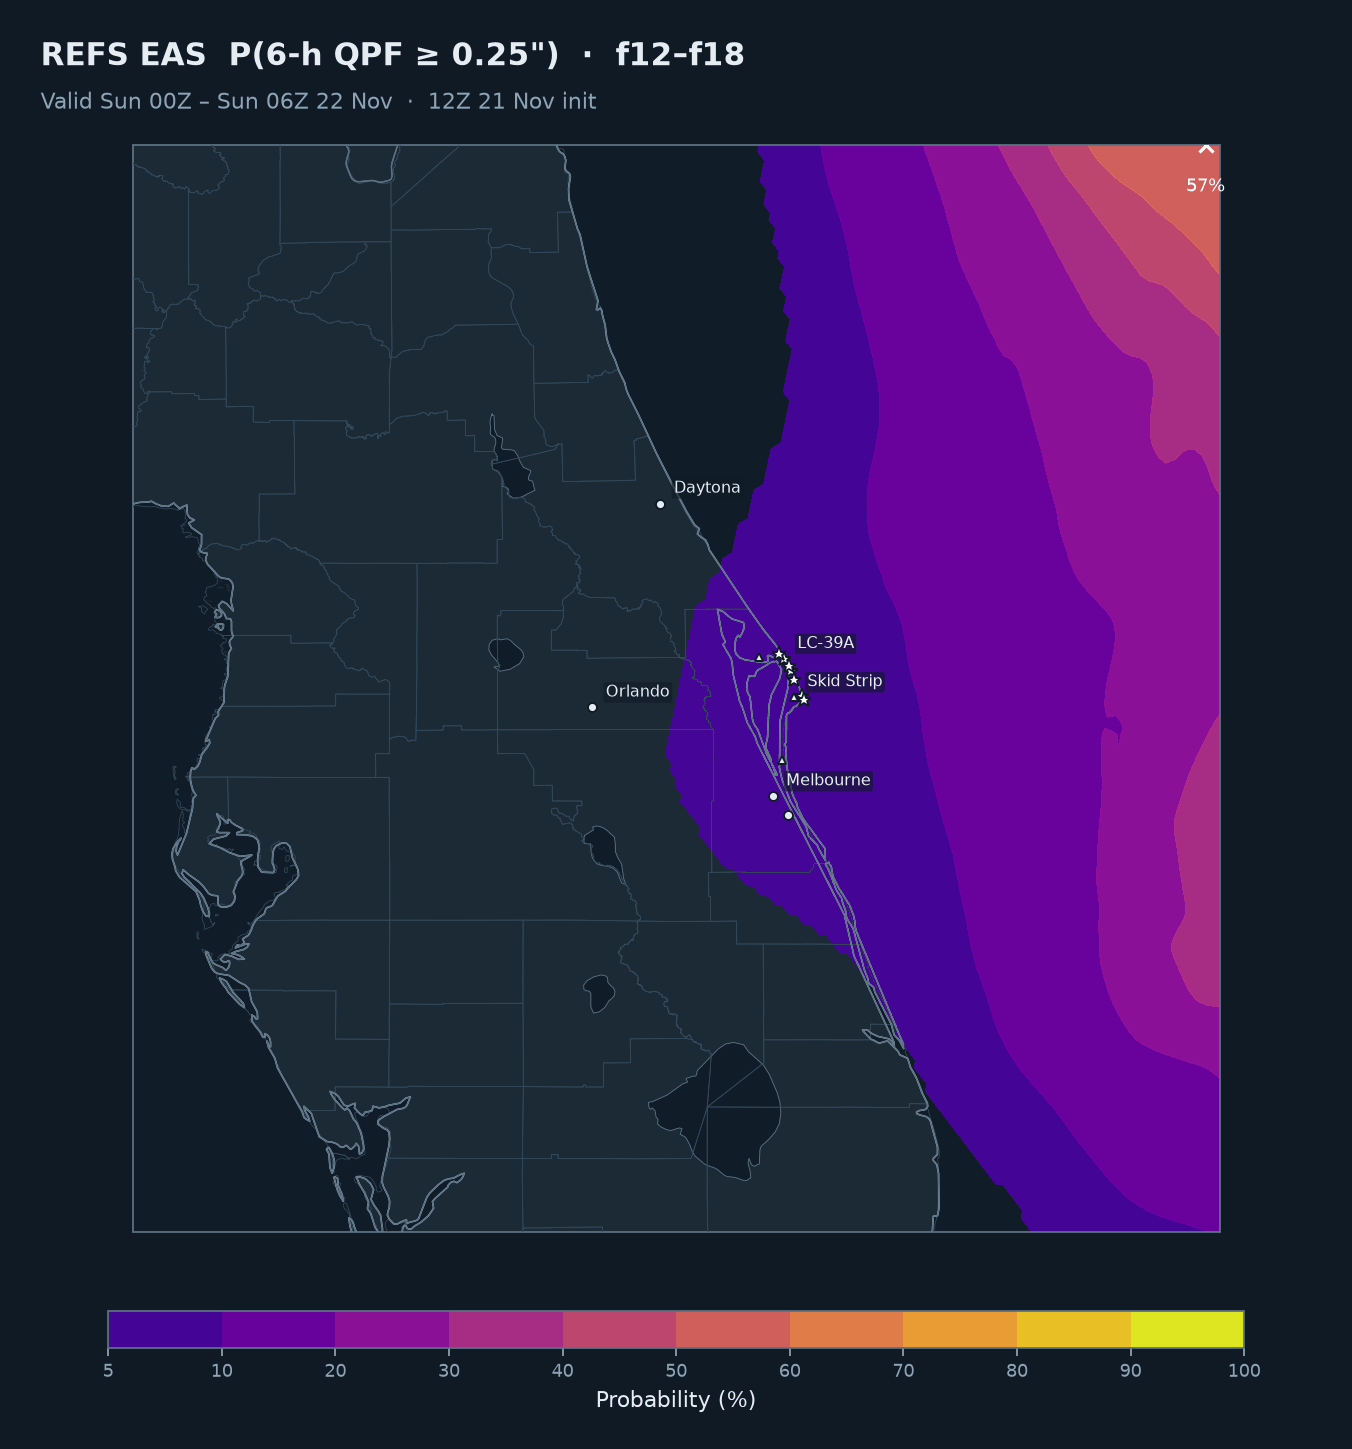 REFS EAS  P(6-h QPF ≥ 0.25")  ·  f12–f18
Valid Sun 00Z – Sun 06Z 22 Nov  ·  12Z 21 Nov init
57%
Daytona
LC-39A
Skid Strip
Orlando
Melbourne
5 10 20 30 40 50 60 70 80 90 100
Probability (%)